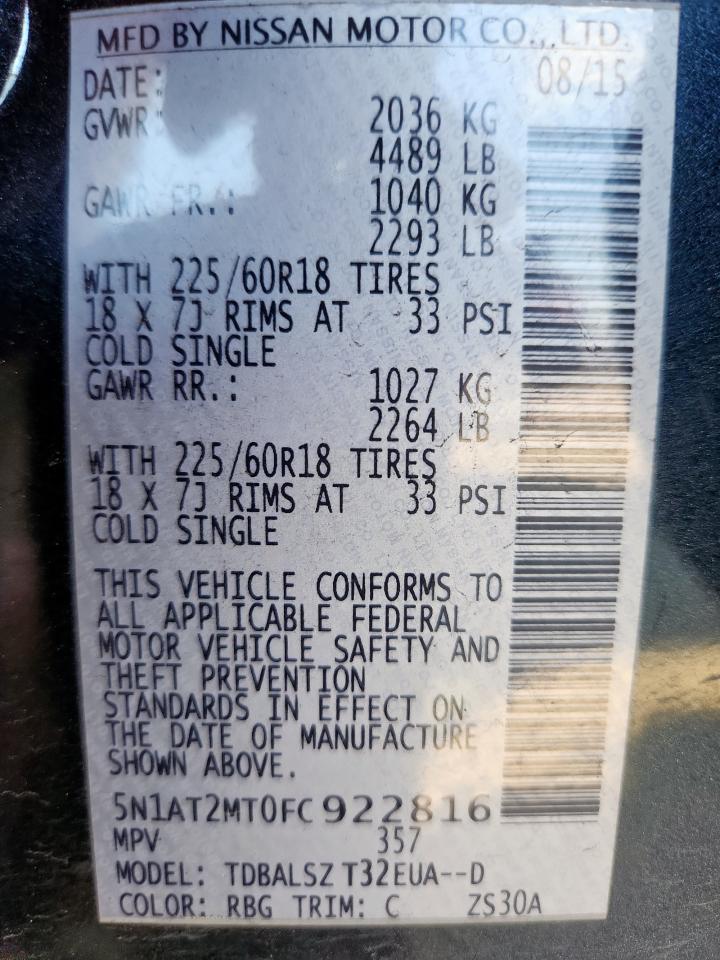 MFD BY NISSAN MOTOR CO.,LTD.
DATE: 08/15
GVWR: 2036 KG
4489 LB
GAWR FR.: 1040 KG
2293 LB
WITH 225/60R18 TIRES
18 X 7J RIMS AT 33 PSI
COLD SINGLE
GAWR RR.: 1027 KG
2264 LB
WITH 225/60R18 TIRES
18 X 7J RIMS AT 33 PSI
COLD SINGLE
THIS VEHICLE CONFORMS TO
ALL APPLICABLE FEDERAL
MOTOR VEHICLE SAFETY AND
THEFT PREVENTION
STANDARDS IN EFFECT ON
THE DATE OF MANUFACTURE
SHOWN ABOVE.
5N1AT2MT0FC922816
MPV 357
MODEL: TDBALSZ T32EUA--D
COLOR: RBG TRIM: C ZS30A